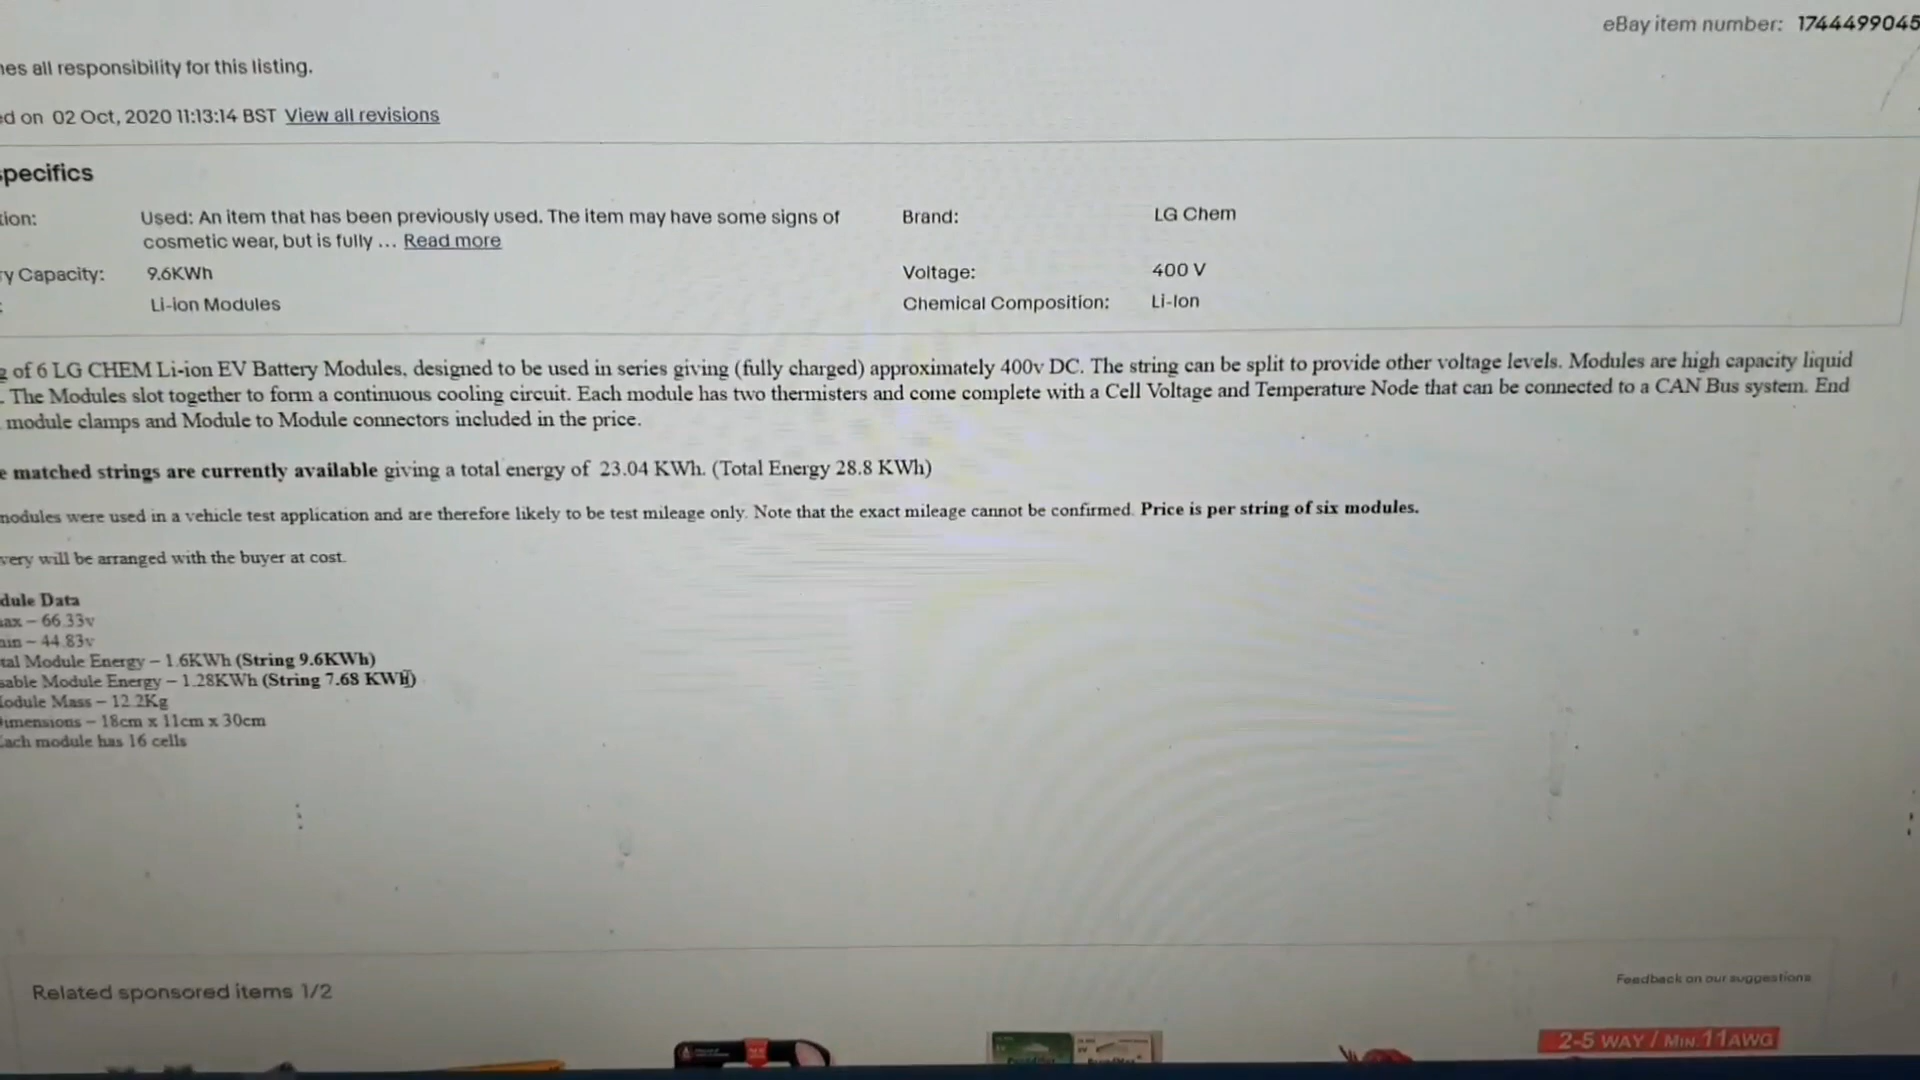 eBay item number: 1744499045
es all responsibility for this listing.
ed on 02 Oct, 2020 11:13:14 BST View all revisions
specifics
tion: Used: An item that has been previously used. The item may have some signs of Brand: LG Chem
cosmetic wear, but is fully ... Read more
ry Capacity: 9.6KWh Voltage: 400 V
: Li-ion Modules Chemical Composition: Li-Ion
g of 6 LG CHEM Li-ion EV Battery Modules, designed to be used in series giving (fully charged) approximately 400v DC. The string can be split to provide other voltage levels. Modules are high capacity liquid
. The Modules slot together to form a continuous cooling circuit. Each module has two thermisters and come complete with a Cell Voltage and Temperature Node that can be connected to a CAN Bus system. End
module clamps and Module to Module connectors included in the price.
e matched strings are currently available giving a total energy of 23.04 KWh. (Total Energy 28.8 KWh)
modules were used in a vehicle test application and are therefore likely to be test mileage only. Note that the exact mileage cannot be confirmed. Price is per string of six modules.
very will be arranged with the buyer at cost.
dule Data
ax – 66.33v
in – 44.83v
tal Module Energy – 1.6KWh (String 9.6KWh)
sable Module Energy – 1.28KWh (String 7.68 KWh)
odule Mass – 12.2Kg
imensions – 18cm x 11cm x 30cm
ach module has 16 cells
Related sponsored items 1/2
Feedback on our suggestions
2-5 WAY / MIN.11AWG